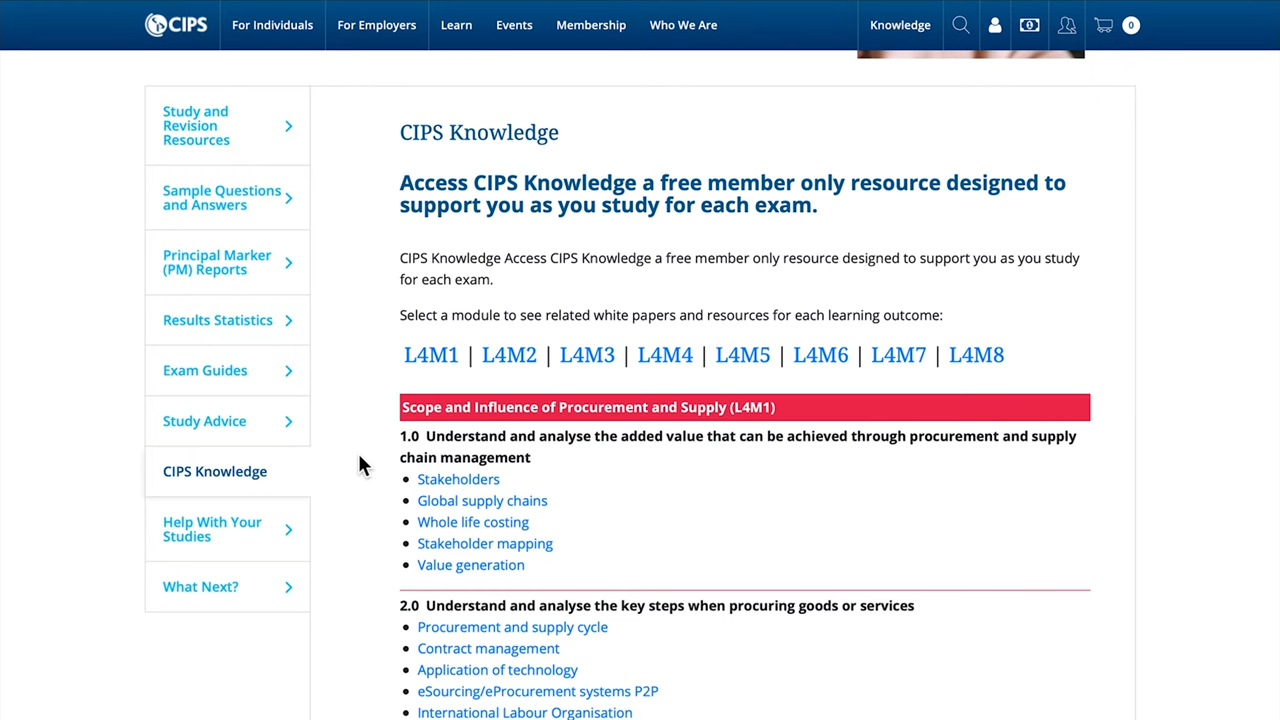 CIPS
For Individuals
For Employers
Learn
Events
Membership
Who We Are
Knowledge
0
Study and
Revision
Resources
Sample Questions
and Answers
Principal Marker
(PM) Reports
Results Statistics
Exam Guides
Study Advice
CIPS Knowledge
Help With Your
Studies
What Next?
CIPS Knowledge
Access CIPS Knowledge a free member only resource designed to
support you as you study for each exam.
CIPS Knowledge Access CIPS Knowledge a free member only resource designed to support you as you study
for each exam.
Select a module to see related white papers and resources for each learning outcome:
L4M1 | L4M2 | L4M3 | L4M4 | L4M5 | L4M6 | L4M7 | L4M8
Scope and Influence of Procurement and Supply (L4M1)
1.0 Understand and analyse the added value that can be achieved through procurement and supply
chain management
• Stakeholders
• Global supply chains
• Whole life costing
• Stakeholder mapping
• Value generation
2.0 Understand and analyse the key steps when procuring goods or services
• Procurement and supply cycle
• Contract management
• Application of technology
• eSourcing/eProcurement systems P2P
• International Labour Organisation